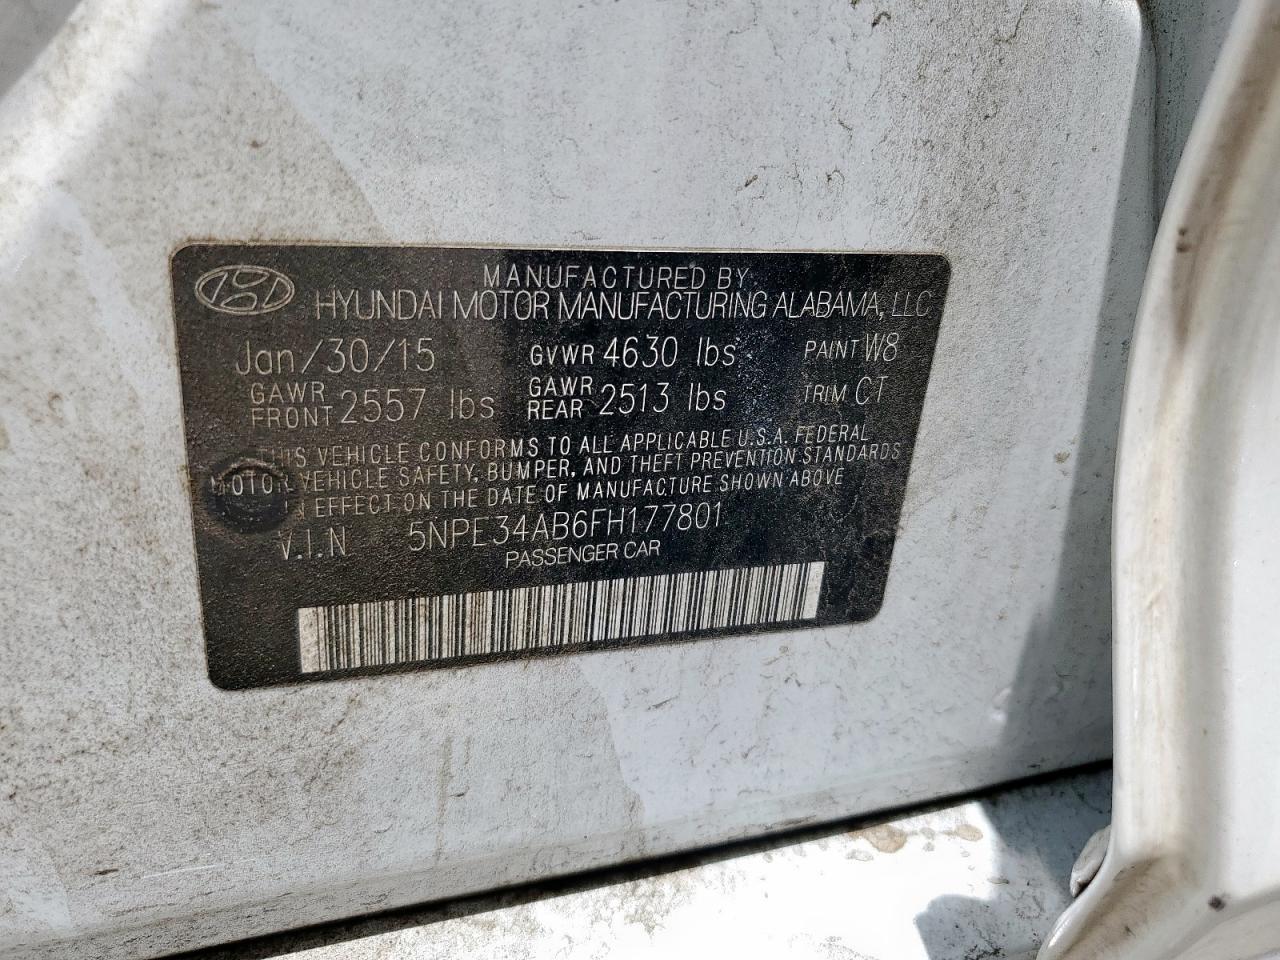 MANUFACTURED BY
HYUNDAI MOTOR MANUFACTURING ALABAMA, LLC
Jan/30/15 GVWR 4630 lbs PAINT W8
GAWR FRONT 2557 lbs GAWR REAR 2513 lbs TRIM CT
THIS VEHICLE CONFORMS TO ALL APPLICABLE U.S.A. FEDERAL
MOTOR VEHICLE SAFETY, BUMPER, AND THEFT PREVENTION STANDARDS
IN EFFECT ON THE DATE OF MANUFACTURE SHOWN ABOVE
V.I.N 5NPE34AB6FH177801
PASSENGER CAR